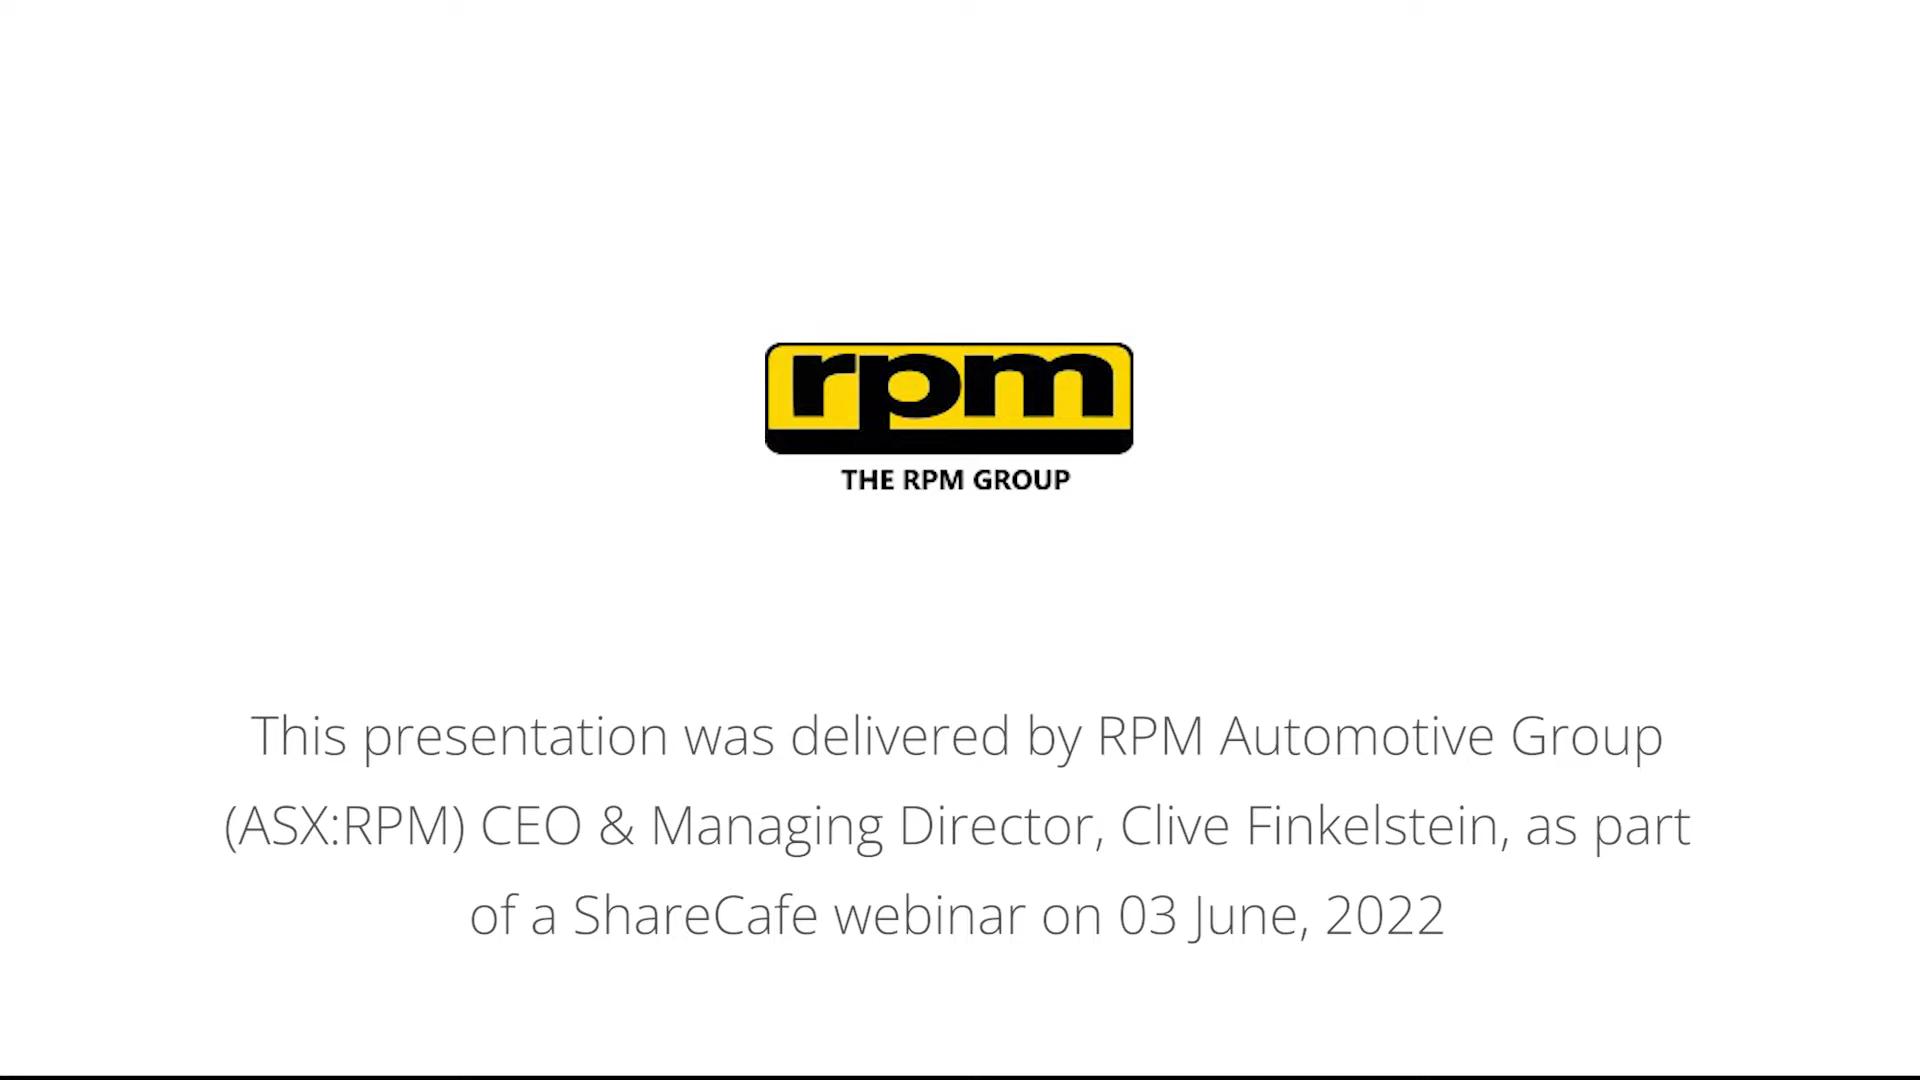 rpm
THE RPM GROUP
This presentation was delivered by RPM Automotive Group
(ASX:RPM) CEO & Managing Director, Clive Finkelstein, as part
of a ShareCafe webinar on 03 June, 2022